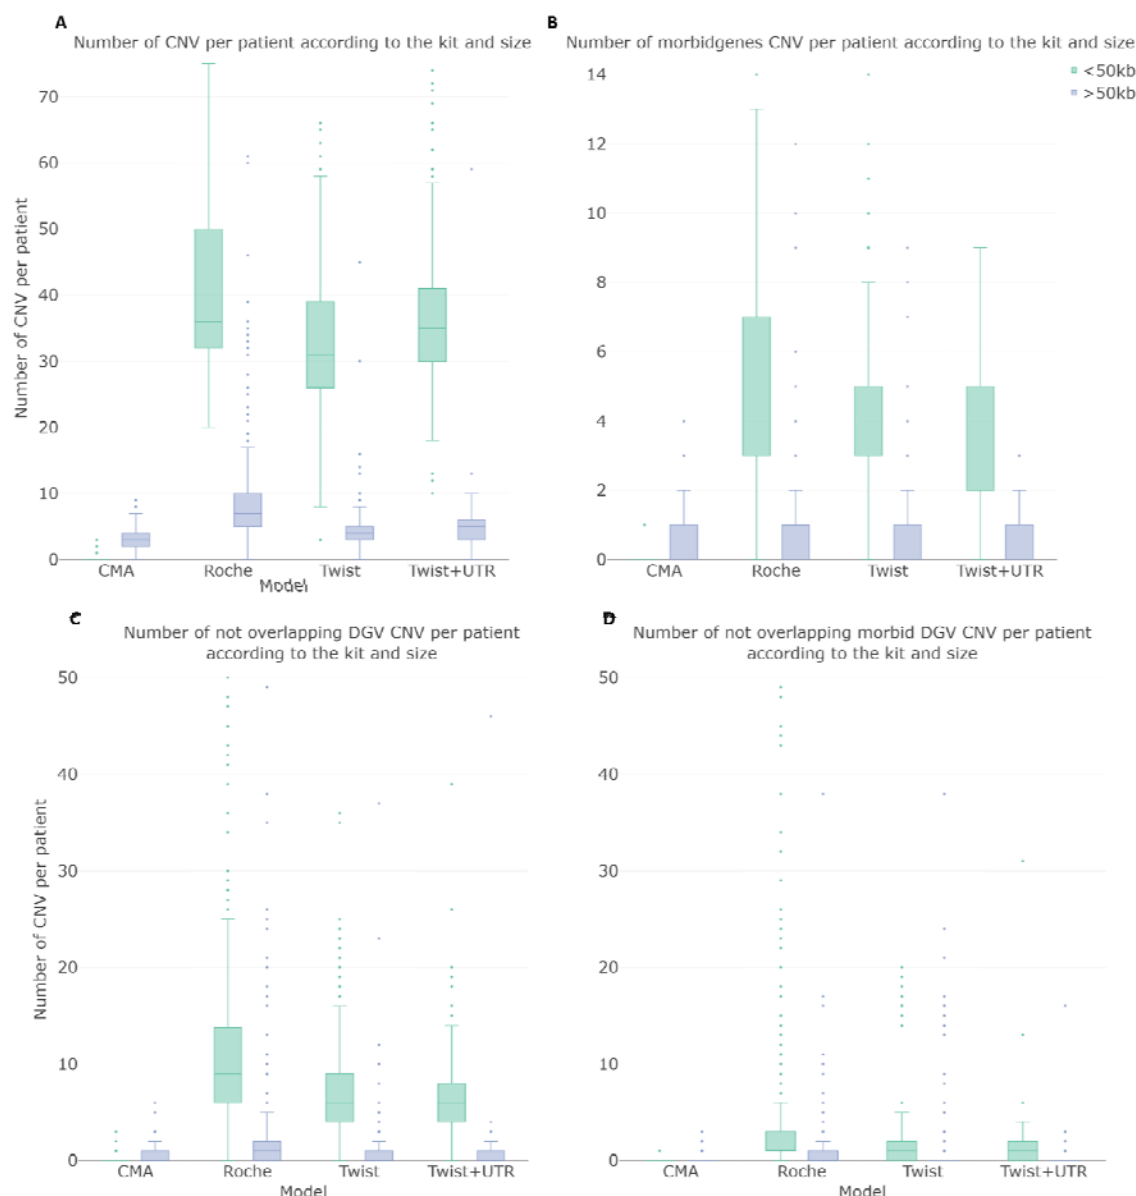 A
Number of CNV per patient according to the kit and size
70
60
50
40
30
20
10
0
Number of CNV per patient
CMA
Roche
Twist
Twist+UTR
Model
B
Number of morbidgenes CNV per patient according to the kit and size
<50kb
>50kb
14
12
10
8
6
4
2
0
CMA
Roche
Twist
Twist+UTR
C
Number of not overlapping DGV CNV per patient
according to the kit and size
50
40
30
20
10
0
Number of CNV per patient
CMA
Roche
Twist
Twist+UTR
Model
D
Number of not overlapping morbid DGV CNV per patient
according to the kit and size
50
40
30
20
10
0
CMA
Roche
Twist
Twist+UTR
Model